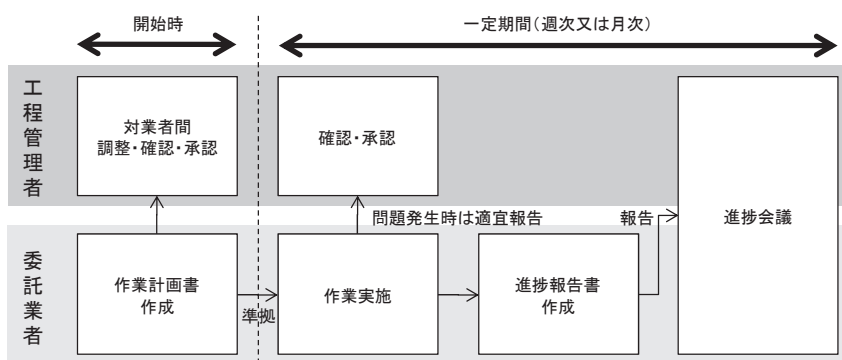 開始時
一定期間（週次又は月次）
工程管理者
対業者間
調整・確認・承認
確認・承認
進捗会議
問題発生時は適宜報告
報告
委託業者
作業計画書
作成
準拠
作業実施
進捗報告書
作成